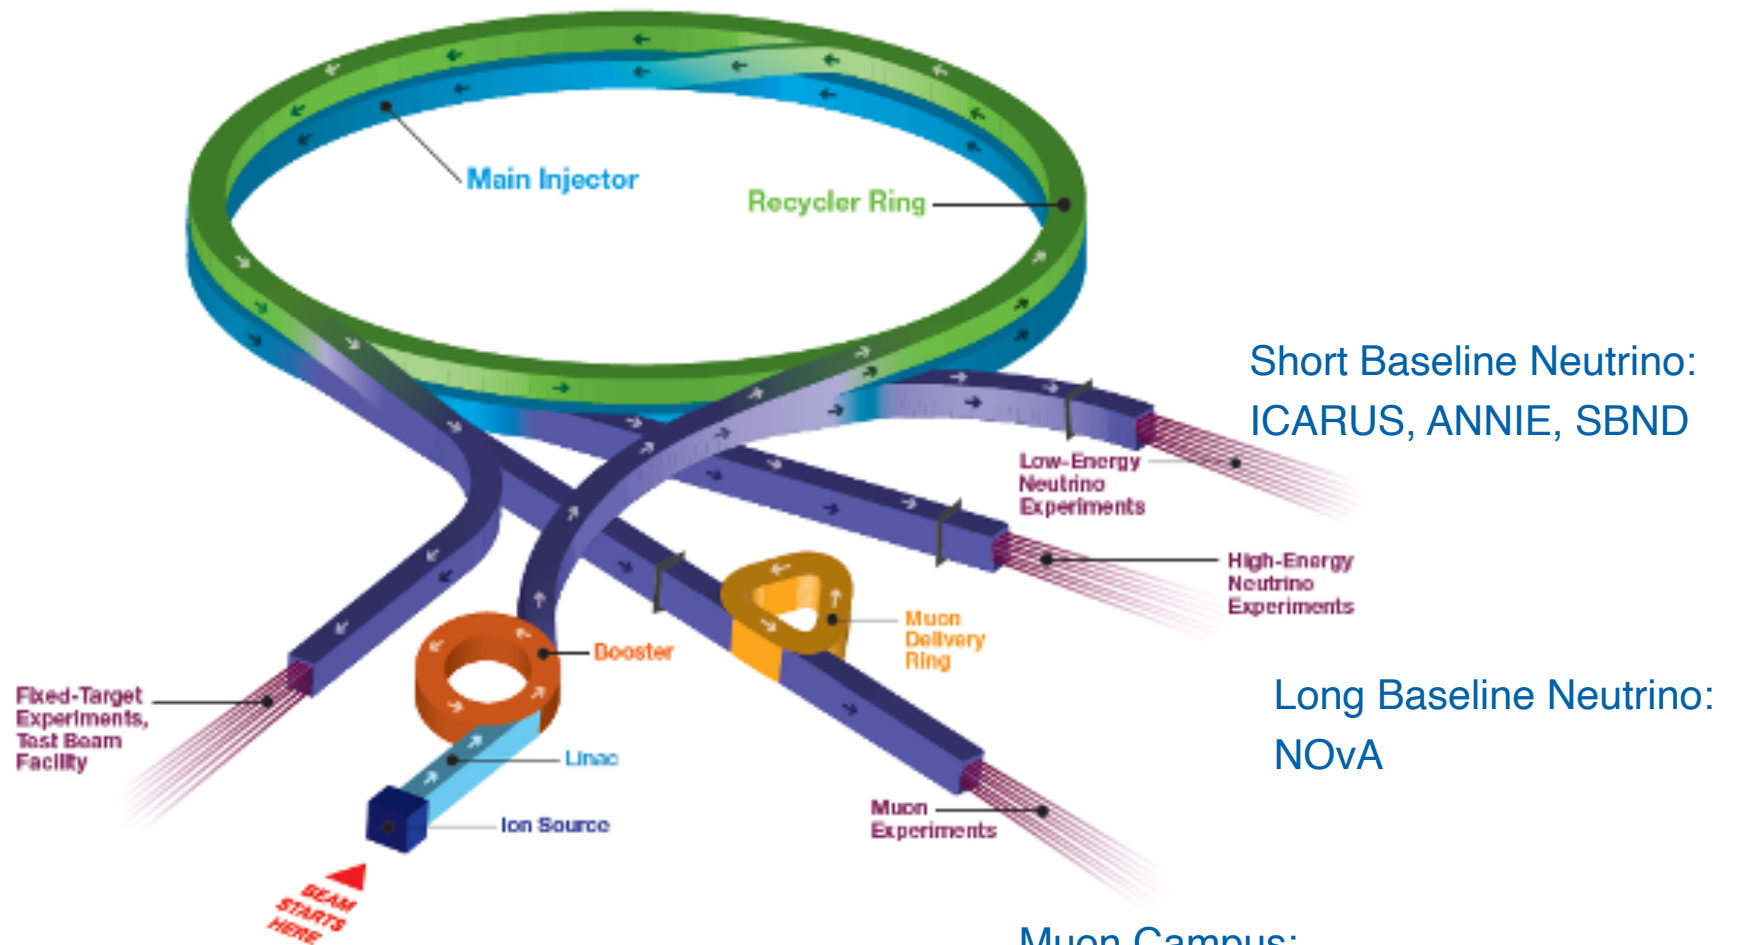 Main Injector
Recycler Ring
Short Baseline Neutrino:
ICARUS, ANNIE, SBND
Low-Energy
Neutrino
Experiments
High-Energy
Neutrino
Experiments
Muon
Delivery
Ring
Booster
Long Baseline Neutrino:
NOvA
Fixed-Target
Experiments,
Test Beam
Facility
Linac
Ion Source
Muon
Experiments
BEAM
STARTS
HERE
Muon Campus: